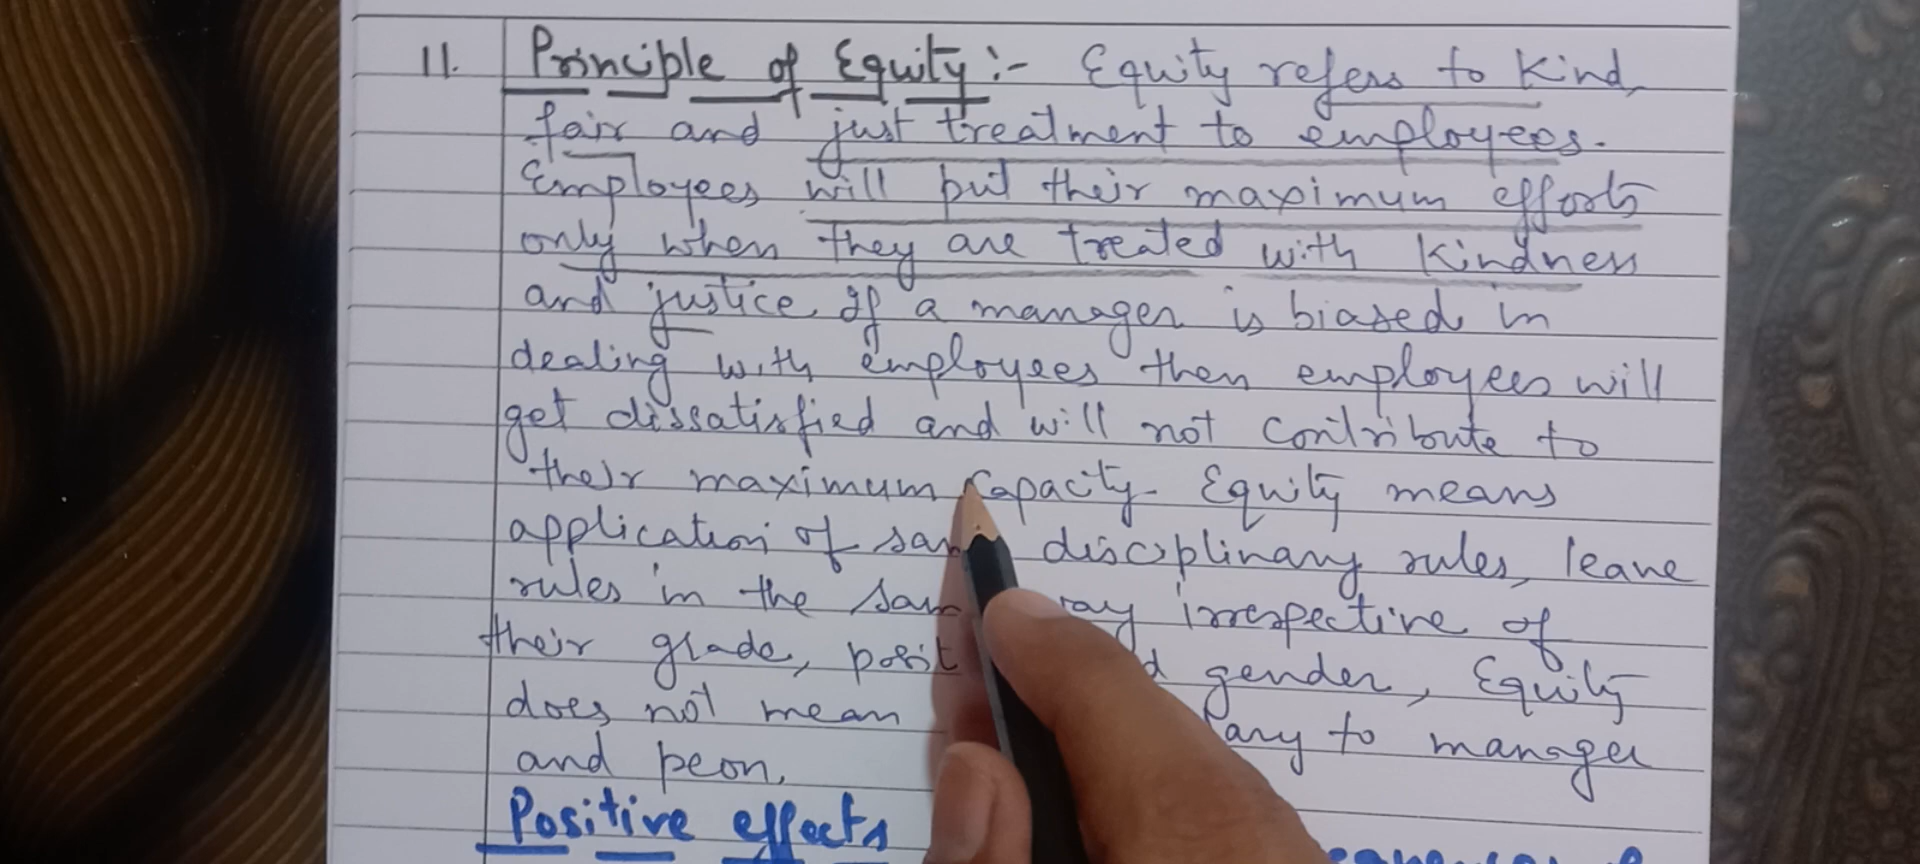 11. Principle of Equity :- Equity refers to kind,
fair and just treatment to employees.
Employees will put their maximum efforts
only when they are treated with kindness
and justice. If a manager is biased in
dealing with employees then employees will
get dissatisfied and will not contribute to
their maximum capacity. Equity means
application of disciplinary rules, leave
rules in the irrespective of
their grade, gender, Equity
does not mean to manager
and peon.
Positive effects